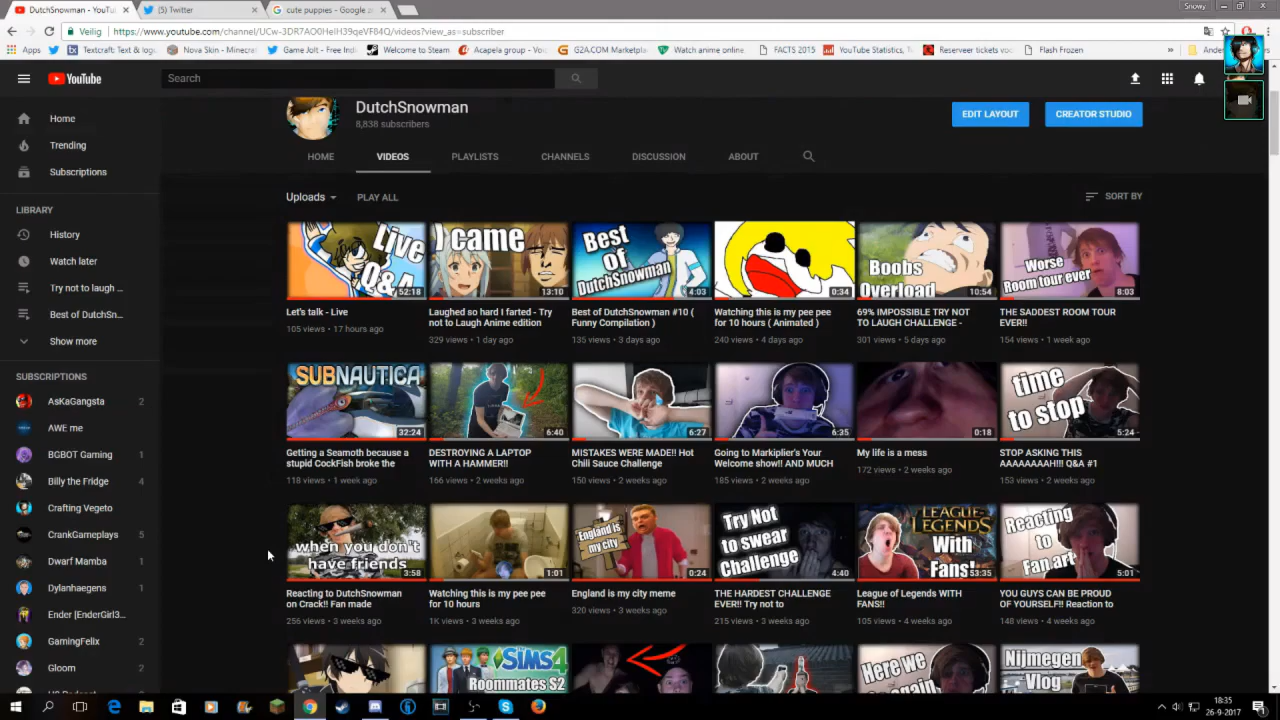 DutchSnowman - YouTu
(5) Twitter
cute puppies - Google z
Snowy
Veilig
https://www.youtube.com/channel/UCw-3DR7AO0HeIH39qeVF84Q/videos?view_as=subscriber
Apps
Textcraft: Text & logo
Nova Skin - Minecraf
Game Jolt - Free Indi
Welcome to Steam
Acapela group - Voc
G2A.COM Marketpla
Watch anime online
FACTS 2015
YouTube Statistics, T
Reserveer tickets voo
Flash Frozen
»
YouTube
Search
Home
Trending
Subscriptions
LIBRARY
History
Watch later
Try not to laugh ...
Best of DutchSn...
Show more
SUBSCRIPTIONS
AsKaGangsta 2
AWE me
BGBOT Gaming 1
Billy the Fridge 4
Crafting Vegeto
CrankGameplays 5
Dwarf Mamba 1
Dylanhaegens 1
Ender [EnderGirl3...
GamingFelix 2
Gloom 2
DutchSnowman
8,838 subscribers
EDIT LAYOUT
CREATOR STUDIO
HOME VIDEOS PLAYLISTS CHANNELS DISCUSSION ABOUT
Uploads
PLAY ALL
SORT BY
Live
Q&A
52:18
Let's talk - Live
105 views • 17 hours ago
I came
13:10
Laughed so hard I farted - Try
not to Laugh Anime edition
329 views • 1 day ago
Best of
DutchSnowman
4:03
Best of DutchSnowman #10 (
Funny Compilation )
135 views • 3 days ago
0:34
Watching this is my pee pee
for 10 hours ( Animated )
240 views • 4 days ago
Boobs
Overload
10:54
69% IMPOSSIBLE TRY NOT
TO LAUGH CHALLENGE -
301 views • 5 days ago
Worse
Room tour ever
8:03
THE SADDEST ROOM TOUR
EVER!!
154 views • 1 week ago
SUBNAUTICA
32:24
Getting a Seamoth because a
stupid CockFish broke the
118 views • 1 week ago
6:40
DESTROYING A LAPTOP
WITH A HAMMER!!
166 views • 2 weeks ago
6:27
MISTAKES WERE MADE!! Hot
Chili Sauce Challenge
150 views • 2 weeks ago
6:35
Going to Markiplier's Your
Welcome show!! AND MUCH
185 views • 2 weeks ago
0:18
My life is a mess
172 views • 2 weeks ago
time
to stop
5:24
STOP ASKING THIS
AAAAAAAH!!! Q&A #1
153 views • 2 weeks ago
when you don't
have friends
3:58
Reacting to DutchSnowman
on Crack!! Fan made
256 views • 3 weeks ago
1:01
Watching this is my pee pee
for 10 hours
1K views • 3 weeks ago
England is
my city
0:24
England is my city meme
320 views • 3 weeks ago
Try Not
to swear
Challenge
4:40
THE HARDEST CHALLENGE
EVER!! Try not to
215 views • 3 weeks ago
LEAGUE of
LEGENDS
With
Fans!
53:35
League of Legends WITH
FANS!!
105 views • 4 weeks ago
Reacting
to
Fan art
5:01
YOU GUYS CAN BE PROUD
OF YOURSELF!! Reaction to
148 views • 4 weeks ago
The SIMS 4
Roommates S2
Here we
again
Nijmegen
Vlog
18:35
26-9-2017